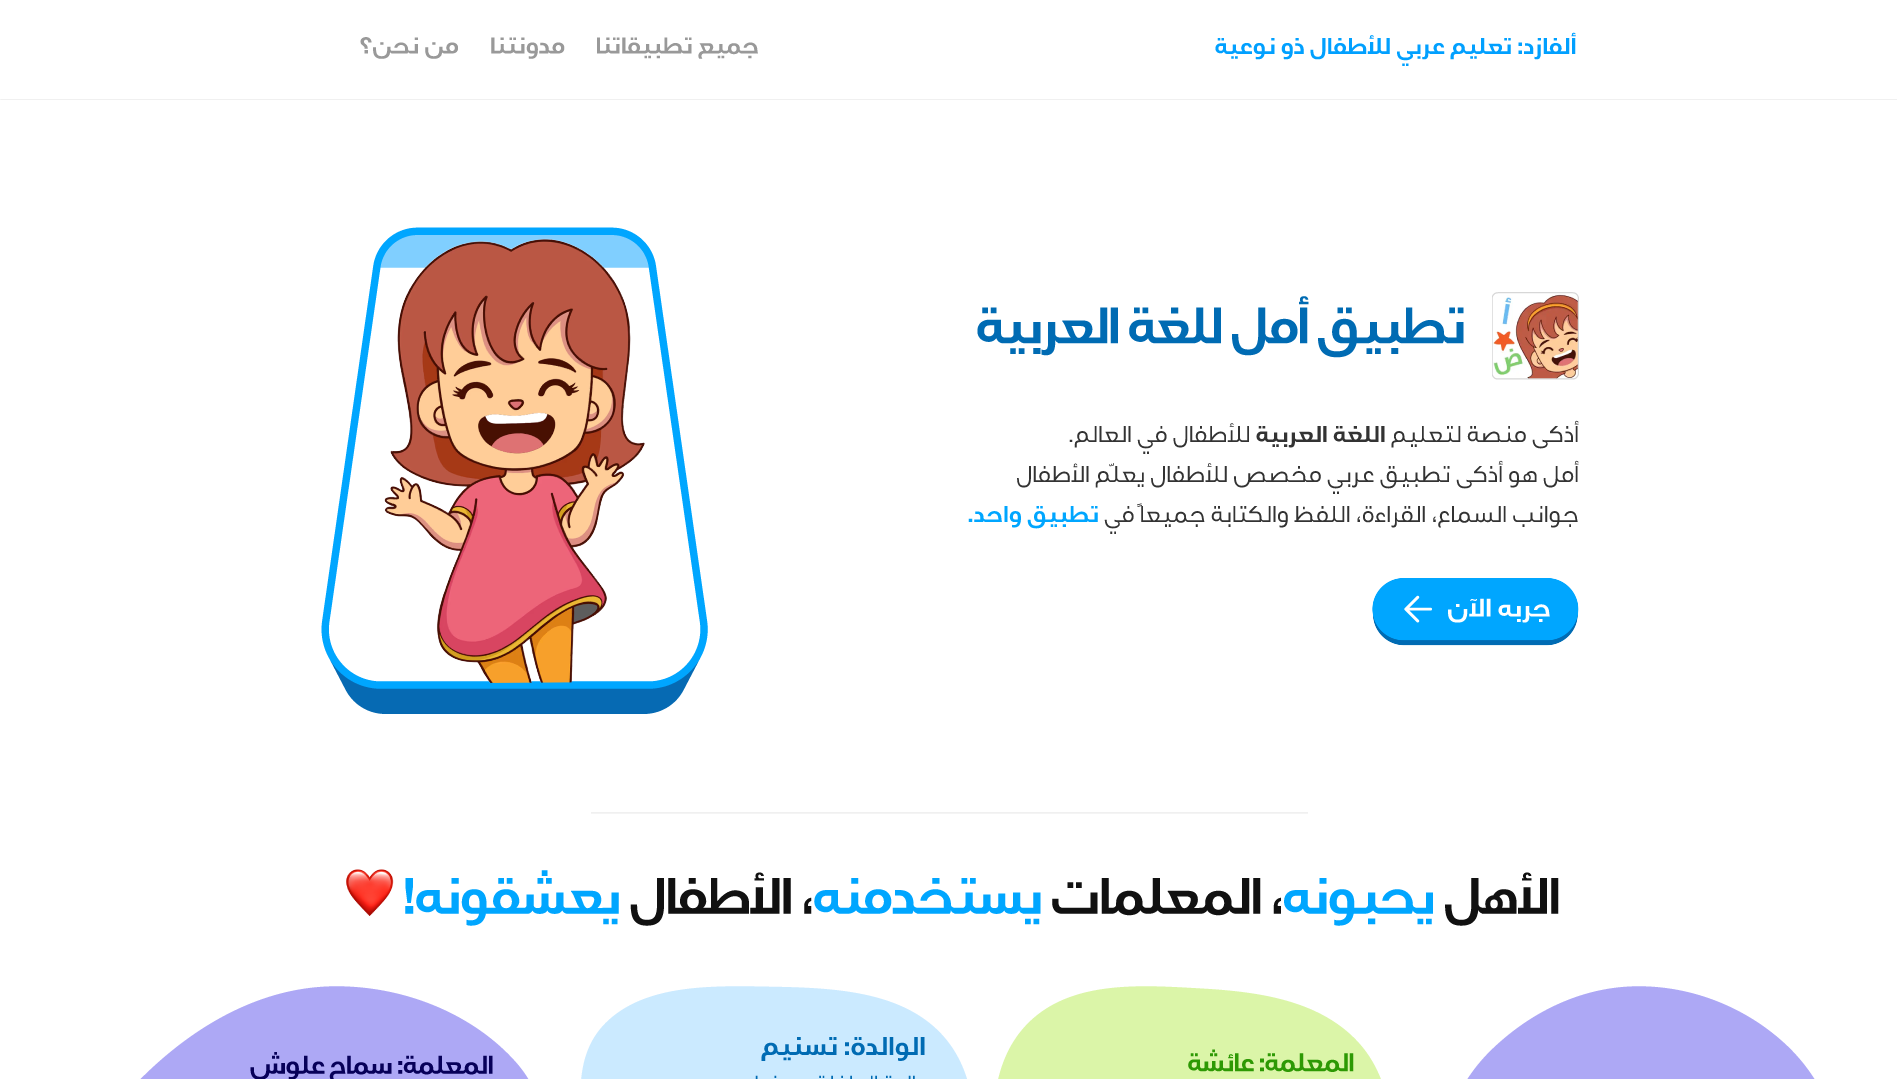 ألفازد: تعليم عربي للأطفال ذو نوعية
جميع تطبيقاتنا
مدونتنا
من نحن؟
أ
ض
تطبيق أمل للغة العربية
أذكى منصة لتعليم اللغة العربية للأطفال في العالم.
أمل هو أذكى تطبيق عربي مخصص للأطفال يعلّم الأطفال
جوانب السماع، القراءة، اللفظ والكتابة جميعاً في تطبيق واحد.
جربه الآن
الأهل يحبونه، المعلمات يستخدمنه، الأطفال يعشقونه!
المعلمة: عائشة
الوالدة: تسنيم
المعلمة: سماح علوش